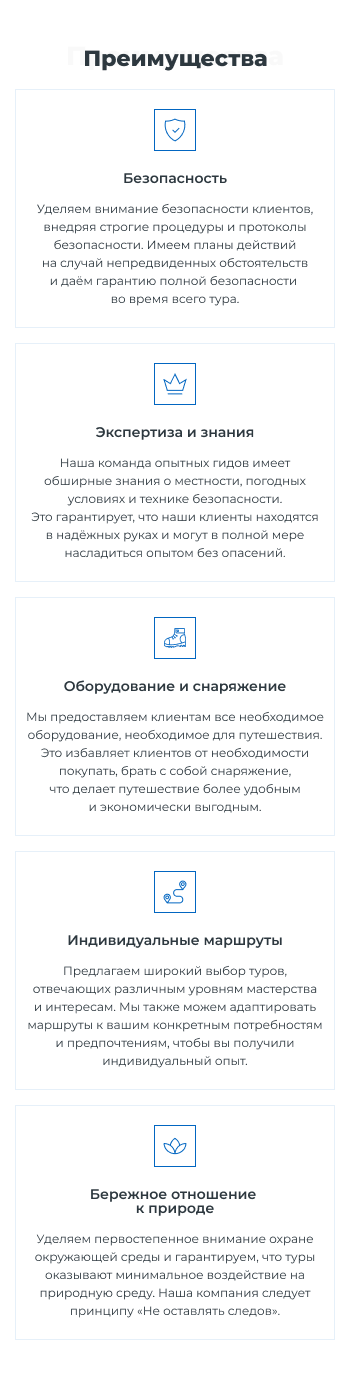 Преимущества
Безопасность
Уделяем внимание безопасности клиентов,
внедряя строгие процедуры и протоколы
безопасности. Имеем планы действий
на случай непредвиденных обстоятельств
и даём гарантию полной безопасности
во время всего тура.
Экспертиза и знания
Наша команда опытных гидов имеет
обширные знания о местности, погодных
условиях и технике безопасности.
Это гарантирует, что наши клиенты находятся
в надёжных руках и могут в полной мере
насладиться опытом без опасений.
Оборудование и снаряжение
Мы предоставляем клиентам все необходимое
оборудование, необходимое для путешествия.
Это избавляет клиентов от необходимости
покупать, брать с собой снаряжение,
что делает путешествие более удобным
и экономически выгодным.
Индивидуальные маршруты
Предлагаем широкий выбор туров,
отвечающих различным уровням мастерства
и интересам. Мы также можем адаптировать
маршруты к вашим конкретным потребностям
и предпочтениям, чтобы вы получили
индивидуальный опыт.
Бережное отношение
к природе
Уделяем первостепенное внимание охране
окружающей среды и гарантируем, что туры
оказывают минимальное воздействие на
природную среду. Наша компания следует
принципу «Не оставлять следов».